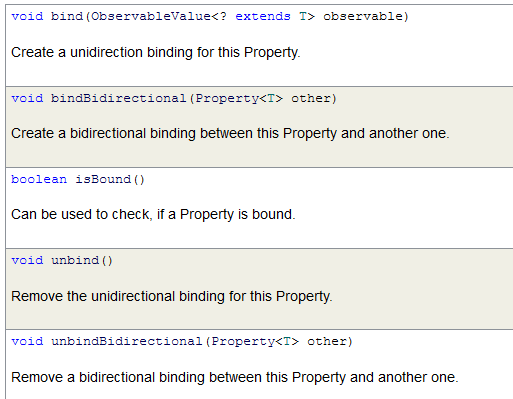 void bind(ObservableValue<? extends T> observable)
Create a unidirection binding for this Property.
void bindBidirectional(Property<T> other)
Create a bidirectional binding between this Property and another one.
boolean isBound()
Can be used to check, if a Property is bound.
void unbind()
Remove the unidirectional binding for this Property.
void unbindBidirectional(Property<T> other)
Remove a bidirectional binding between this Property and another one.